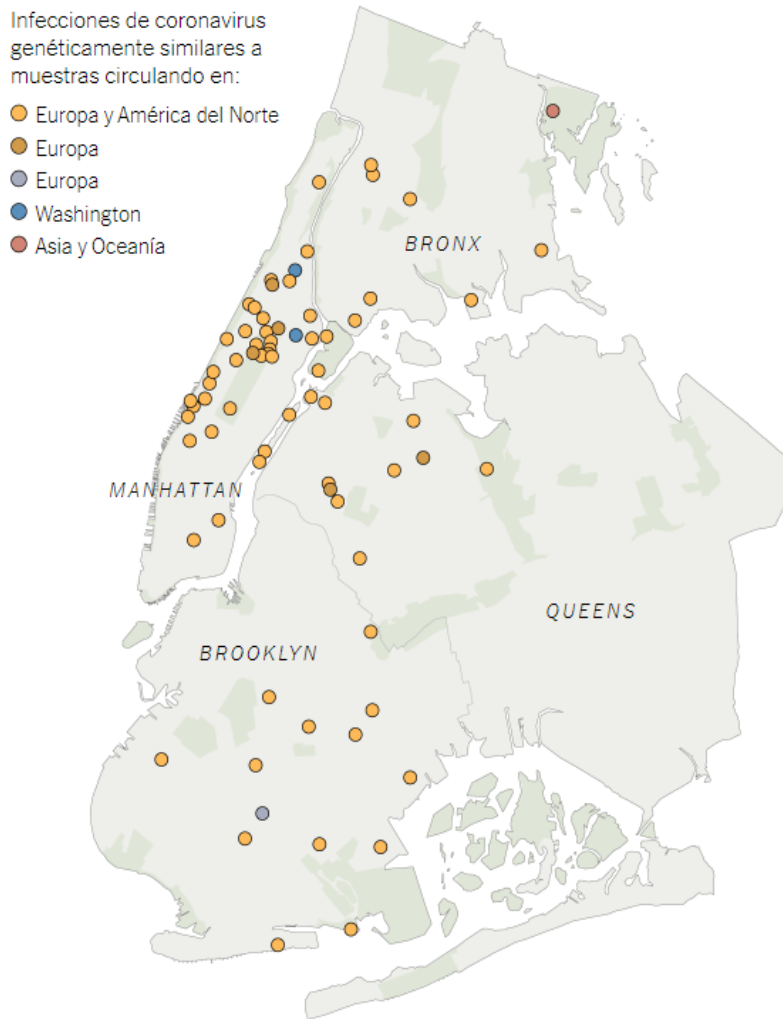 Infecciones de coronavirus
genéticamente similares a
muestras circulando en:
Europa y América del Norte
Europa
Europa
Washington
Asia y Oceanía
BRONX
MANHATTAN
QUEENS
BROOKLYN